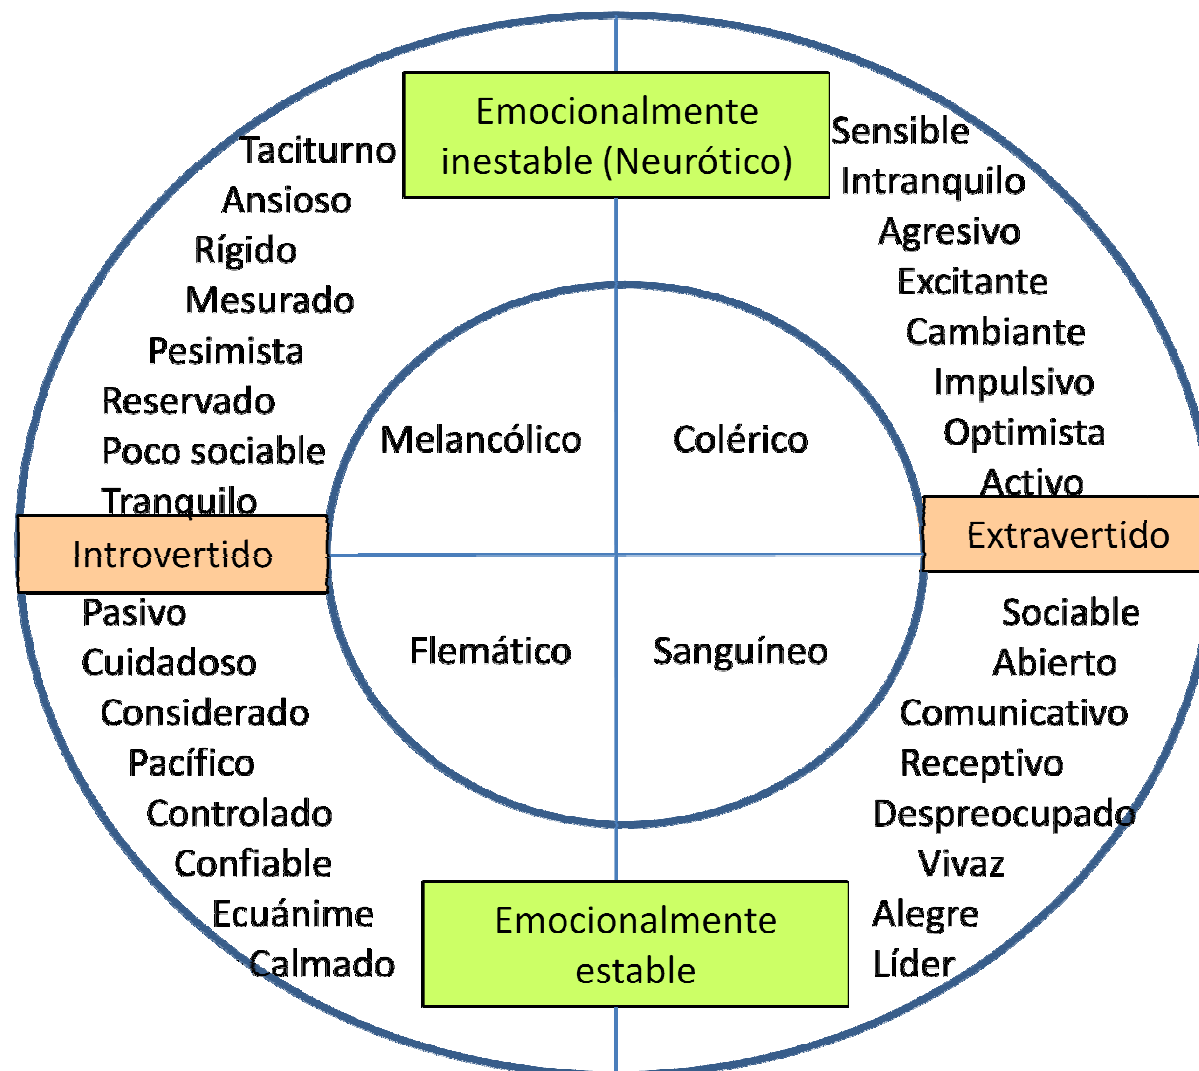 Emocionalmente
inestable (Neurótico)
Taciturno
Ansioso
Rígido
Mesurado
Pesimista
Reservado
Poco sociable
Tranquilo
Sensible
Intranquilo
Agresivo
Excitante
Cambiante
Impulsivo
Optimista
Activo
Melancólico
Colérico
Introvertido
Extravertido
Flemático
Sanguíneo
Pasivo
Cuidadoso
Considerado
Pacífico
Controlado
Confiable
Ecuánime
Calmado
Sociable
Abierto
Comunicativo
Receptivo
Despreocupado
Vivaz
Alegre
Líder
Emocionalmente
estable